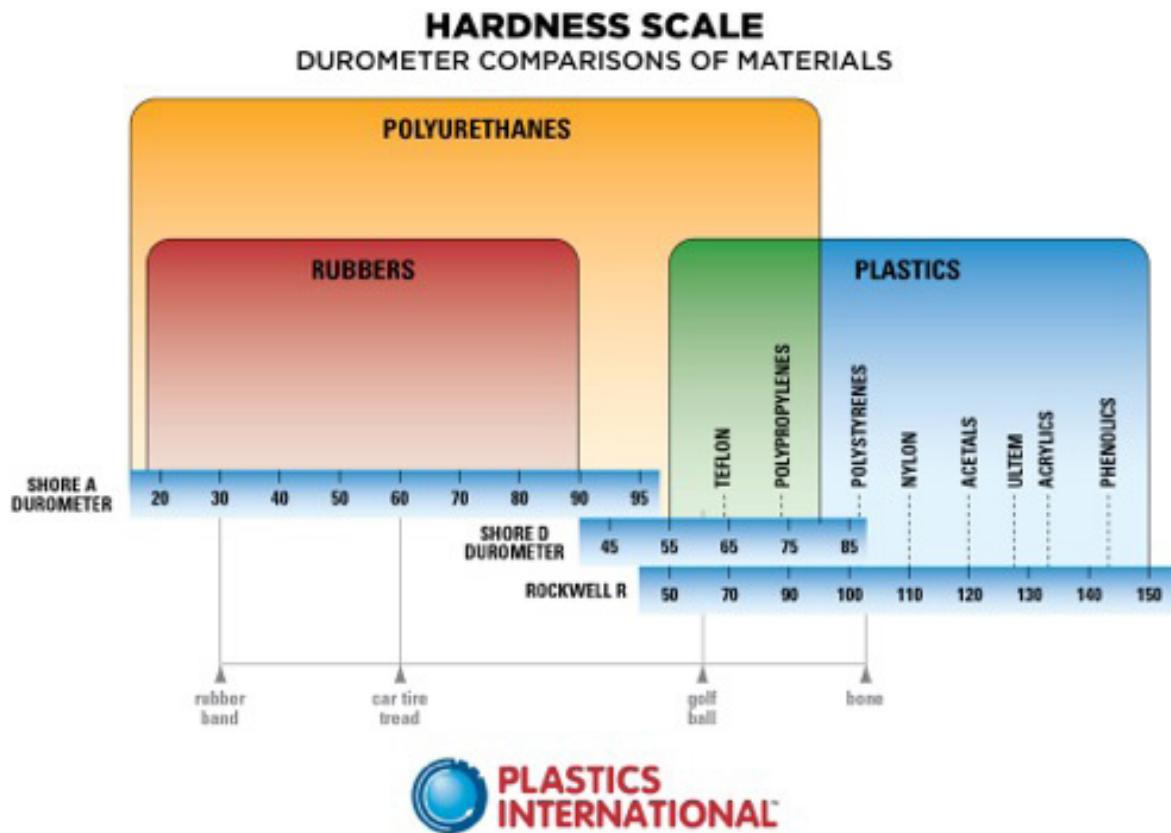 HARDNESS SCALE
DUROMETER COMPARISONS OF MATERIALS
POLYURETHANES
RUBBERS
PLASTICS
TEFLON
POLYPROPYLENES
POLYSTYRENES
NYLON
ACETALS
ULTEM
ACRYLICS
PHENOLICS
SHORE A
DUROMETER
20 30 40 50 60 70 80 90 95
SHORE D
DUROMETER
45 55 65 75 85
ROCKWELL R
50 70 90 100 110 120 130 140 150
rubber
band
car tire
tread
golf
ball
bone
PLASTICS
INTERNATIONAL™